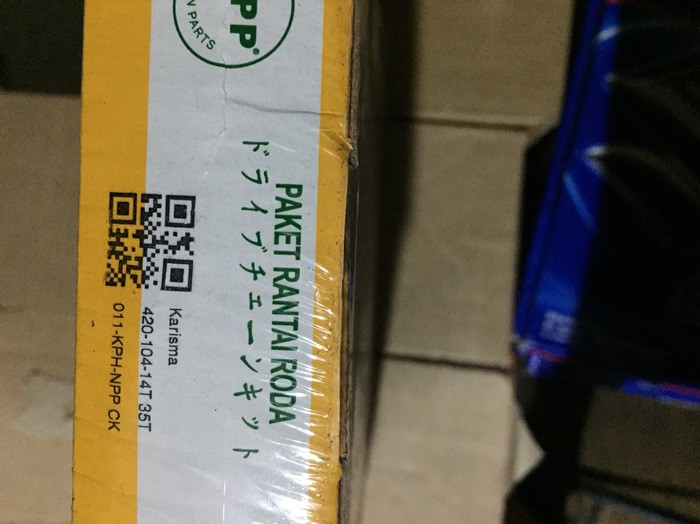 PP®
N PARTS
PAKET RANTAI RODA
ドライブチェーンキット
Karisma
420-104-14T 35T
011-KPH-NPP CK